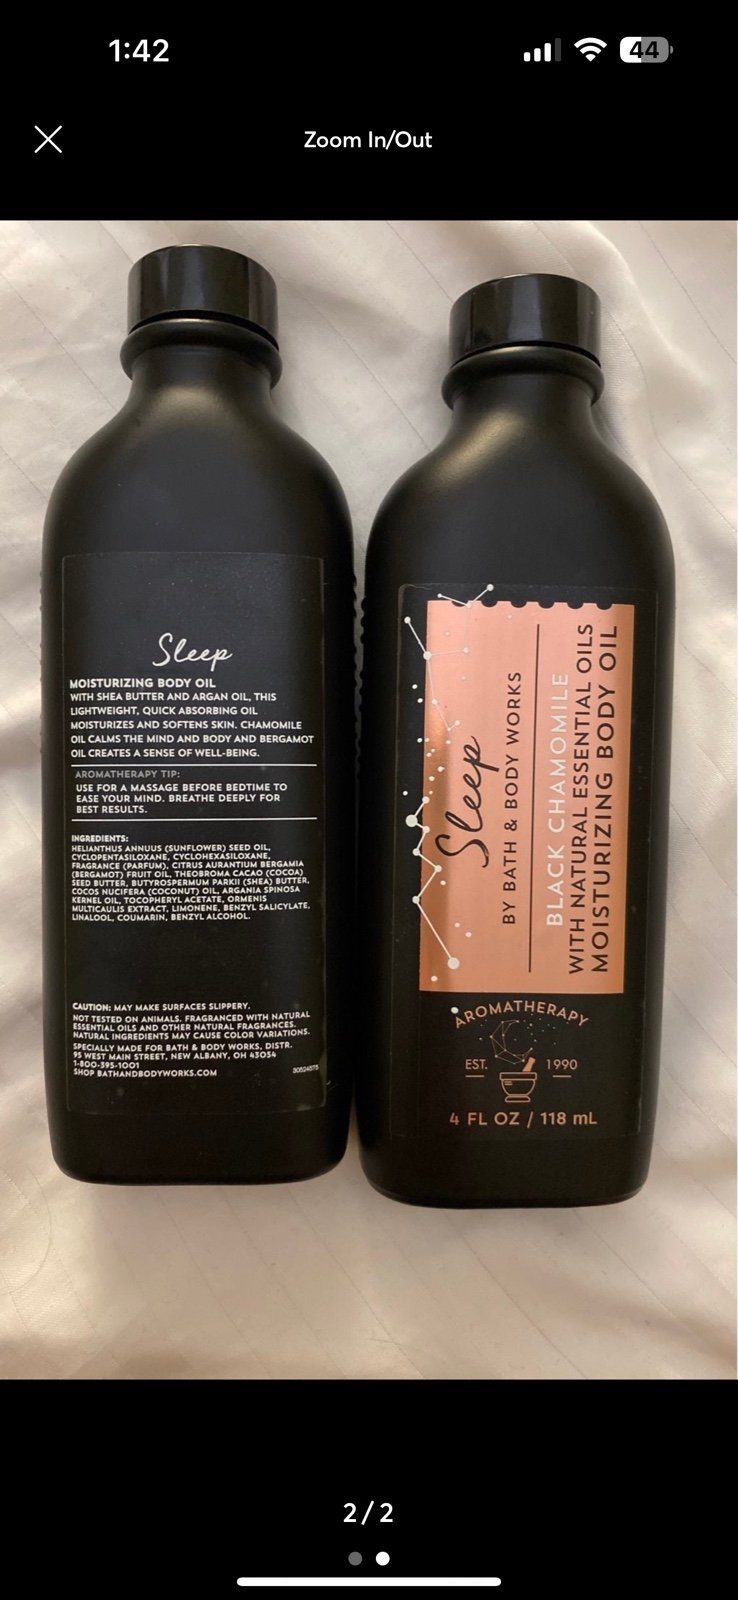 1:42
44
Zoom In/Out
Sleep
MOISTURIZING BODY OIL
WITH SHEA BUTTER AND ARGAN OIL, THIS
LIGHTWEIGHT, QUICK ABSORBING OIL
MOISTURIZES AND SOFTENS SKIN. CHAMOMILE
OIL CALMS THE MIND AND BODY AND BERGAMOT
OIL CREATES A SENSE OF WELL-BEING.
AROMATHERAPY TIP:
USE FOR A MASSAGE BEFORE BEDTIME TO
EASE YOUR MIND. BREATHE DEEPLY FOR
BEST RESULTS.
INGREDIENTS:
HELIANTHUS ANNUUS (SUNFLOWER) SEED OIL,
CYCLOPENTASILOXANE, CYCLOHEXASILOXANE,
FRAGRANCE (PARFUM), CITRUS AURANTIUM BERGAMIA
(BERGAMOT) FRUIT OIL, THEOBROMA CACAO (COCOA)
SEED BUTTER, BUTYROSPERMUM PARKII (SHEA) BUTTER,
COCOS NUCIFERA (COCONUT) OIL, ARGANIA SPINOSA
KERNEL OIL, TOCOPHERYL ACETATE, ORMENIS
MULTICAULIS EXTRACT, LIMONENE, BENZYL SALICYLATE,
LINALOOL, COUMARIN, BENZYL ALCOHOL.
CAUTION: MAY MAKE SURFACES SLIPPERY.
NOT TESTED ON ANIMALS. FRAGRANCED WITH NATURAL
ESSENTIAL OILS AND OTHER NATURAL FRAGRANCES.
NATURAL INGREDIENTS MAY CAUSE COLOR VARIATIONS.
SPECIALLY MADE FOR BATH & BODY WORKS, DISTR.
95 WEST MAIN STREET, NEW ALBANY, OH 43054
1-800-395-1001
SHOP BATHANDBODYWORKS.COM
Sleep
BY BATH & BODY WORKS
BLACK CHAMOMILE
WITH NATURAL ESSENTIAL OILS
MOISTURIZING BODY OIL
AROMATHERAPY
EST. 1990
4 FL OZ / 118 mL
2/2